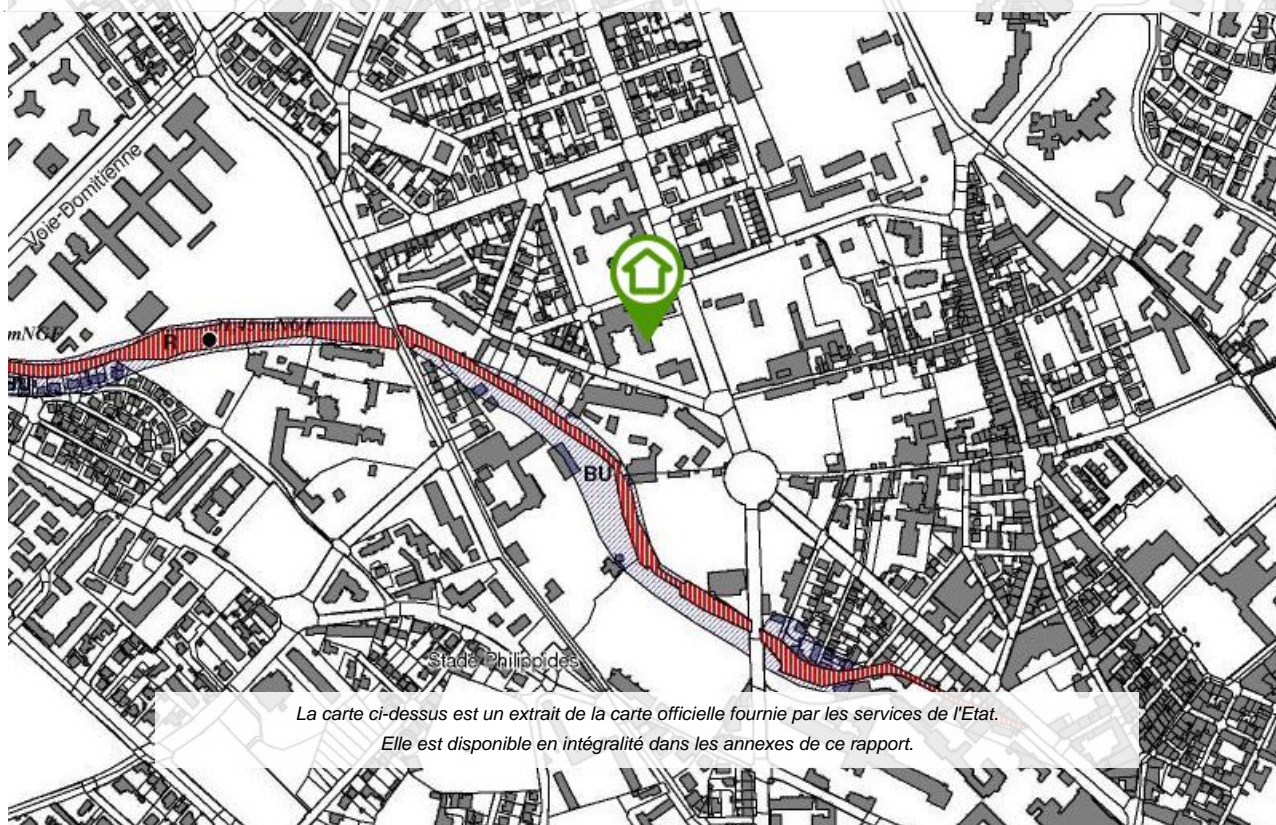 Voie-Domitienne
mNGF
R
mNGF
BU
Stade Philippides
La carte ci-dessus est un extrait de la carte officielle fournie par les services de l'Etat.
Elle est disponible en intégralité dans les annexes de ce rapport.